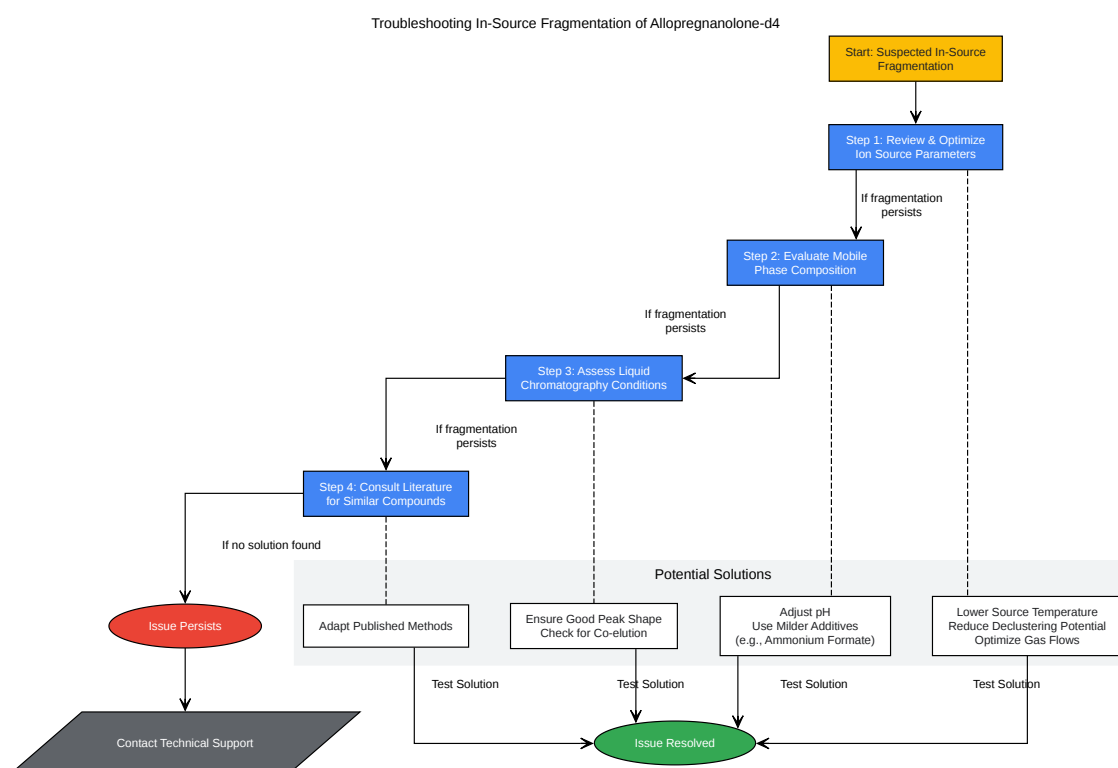 Troubleshooting In-Source Fragmentation of Allopregnanolone-d4
Start: Suspected In-Source
Fragmentation
Step 1: Review & Optimize
Ion Source Parameters
If fragmentation
persists
Step 2: Evaluate Mobile
Phase Composition
If fragmentation
persists
Step 3: Assess Liquid
Chromatography Conditions
If fragmentation
persists
Step 4: Consult Literature
for Similar Compounds
If no solution found
Potential Solutions
Issue Persists
Adapt Published Methods
Ensure Good Peak Shape
Check for Co-elution
Adjust pH
Use Milder Additives
(e.g., Ammonium Formate)
Lower Source Temperature
Reduce Declustering Potential
Optimize Gas Flows
Test Solution
Test Solution
Test Solution
Test Solution
Contact Technical Support
Issue Resolved